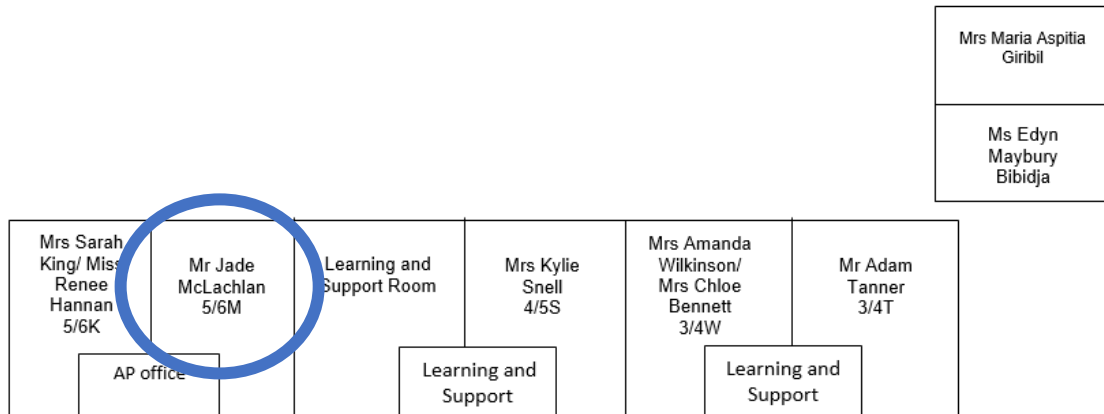 Mrs Maria Aspitia
Giribil
Ms Edyn
Maybury
Bibidja
Mrs Sarah
King/ Miss
Renee
Hannan
5/6K
Mr Jade
McLachlan
5/6M
Learning and
Support Room
Mrs Kylie
Snell
4/5S
Mrs Amanda
Wilkinson/
Mrs Chloe
Bennett
3/4W
Mr Adam
Tanner
3/4T
AP office
Learning and
Support
Learning and
Support